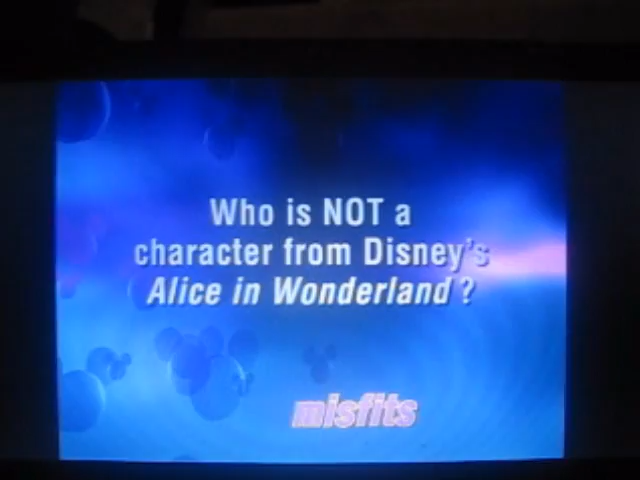 Who is NOT a
character from Disney's
Alice in Wonderland?
misfits